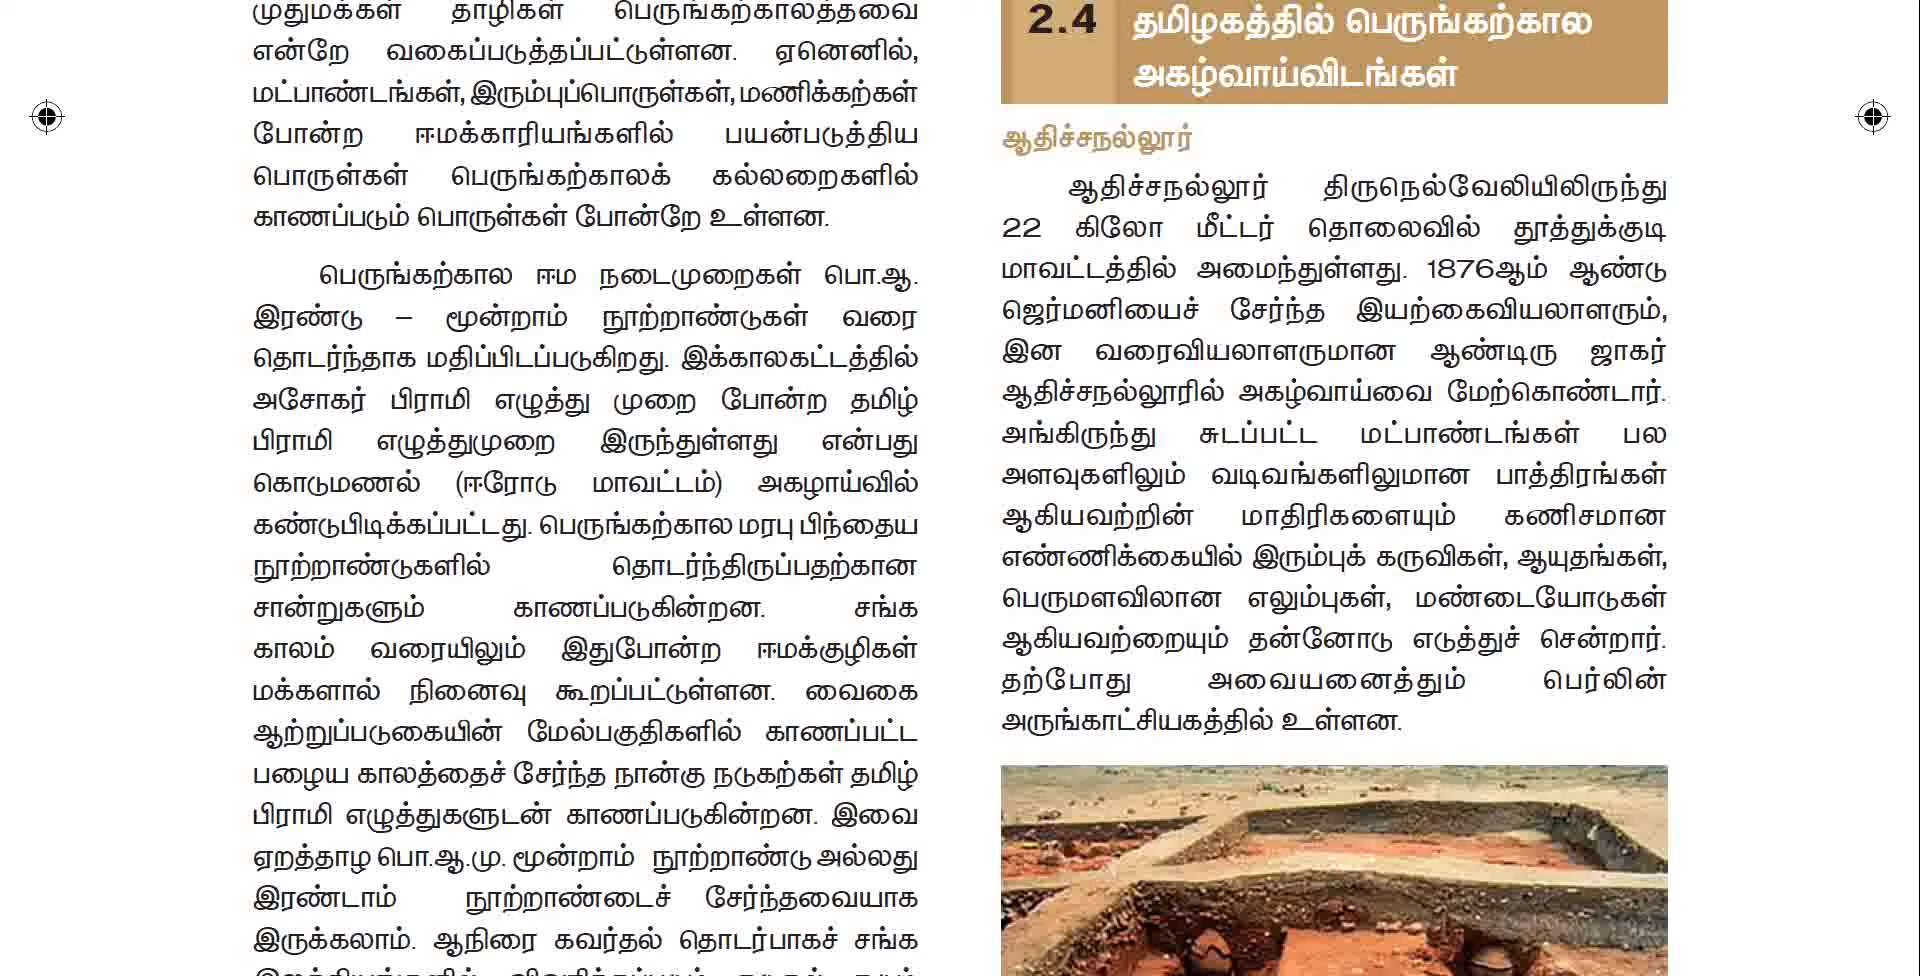 முதுமக்கள் தாழிகள் பெருங்கற்காலத்தவை
என்றே வகைப்படுத்தப்பட்டுள்ளன. ஏனெனில்,
மட்பாண்டங்கள், இரும்புப்பொருள்கள், மணிக்கற்கள்
போன்ற ஈமக்காரியங்களில் பயன்படுத்திய
பொருள்கள் பெருங்கற்காலக் கல்லறைகளில்
காணப்படும் பொருள்கள் போன்றே உள்ளன.
பெருங்கற்கால ஈம நடைமுறைகள் பொ.ஆ.
இரண்டு – மூன்றாம் நூற்றாண்டுகள் வரை
தொடர்ந்தாக மதிப்பிடப்படுகிறது. இக்காலகட்டத்தில்
அசோகர் பிராமி எழுத்து முறை போன்ற தமிழ்
பிராமி எழுத்துமுறை இருந்துள்ளது என்பது
கொடுமணல் (ஈரோடு மாவட்டம்) அகழாய்வில்
கண்டுபிடிக்கப்பட்டது. பெருங்கற்கால மரபு பிந்தைய
நூற்றாண்டுகளில் தொடர்ந்திருப்பதற்கான
சான்றுகளும் காணப்படுகின்றன. சங்க
காலம் வரையிலும் இதுபோன்ற ஈமக்குழிகள்
மக்களால் நினைவு கூறப்பட்டுள்ளன. வைகை
ஆற்றுப்படுகையின் மேல்பகுதிகளில் காணப்பட்ட
பழைய காலத்தைச் சேர்ந்த நான்கு நடுகற்கள் தமிழ்
பிராமி எழுத்துகளுடன் காணப்படுகின்றன. இவை
ஏறத்தாழ பொ.ஆ.மு. மூன்றாம் நூற்றாண்டு அல்லது
இரண்டாம் நூற்றாண்டைச் சேர்ந்தவையாக
இருக்கலாம். ஆநிரை கவர்தல் தொடர்பாகச் சங்க
2.4 தமிழகத்தில் பெருங்கற்கால
அகழ்வாய்விடங்கள்
ஆதிச்சநல்லூர்
ஆதிச்சநல்லூர் திருநெல்வேலியிலிருந்து
22 கிலோ மீட்டர் தொலைவில் தூத்துக்குடி
மாவட்டத்தில் அமைந்துள்ளது. 1876ஆம் ஆண்டு
ஜெர்மனியைச் சேர்ந்த இயற்கைவியலாளரும்,
இன வரைவியலாளருமான ஆண்டிரு ஜாகர்
ஆதிச்சநல்லூரில் அகழ்வாய்வை மேற்கொண்டார்.
அங்கிருந்து சுடப்பட்ட மட்பாண்டங்கள் பல
அளவுகளிலும் வடிவங்களிலுமான பாத்திரங்கள்
ஆகியவற்றின் மாதிரிகளையும் கணிசமான
எண்ணிக்கையில் இரும்புக் கருவிகள், ஆயுதங்கள்,
பெருமளவிலான எலும்புகள், மண்டையோடுகள்
ஆகியவற்றையும் தன்னோடு எடுத்துச் சென்றார்.
தற்போது அவையனைத்தும் பெர்லின்
அருங்காட்சியகத்தில் உள்ளன.